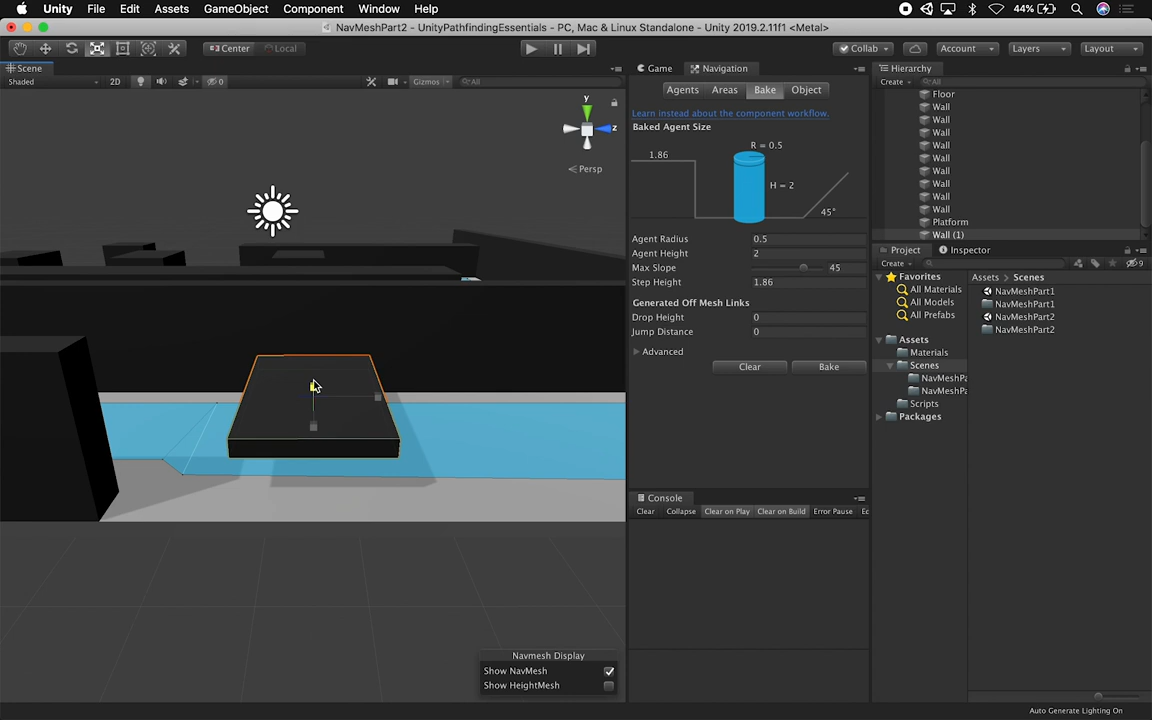 Unity File Edit Assets GameObject Component Window Help 44%
NavMeshPart2 - UnityPathfindingEssentials - PC, Mac & Linux Standalone - Unity 2019.2.11f1 <Metal>
Center Local Collab Account Layers Layout
Scene
Shaded 2D 0 Gizmos All
y
z
Persp
Navmesh Display
Show NavMesh
Show HeightMesh
Game Navigation
Agents Areas Bake Object
Learn instead about the component workflow.
Baked Agent Size
R = 0.5
1.86
H = 2
45°
Agent Radius 0.5
Agent Height 2
Max Slope 45
Step Height 1.86
Generated Off Mesh Links
Drop Height 0
Jump Distance 0
Advanced
Clear Bake
Console
Clear Collapse Clear on Play Clear on Build Error Pause Ec
Hierarchy
Create All
Floor
Wall
Wall
Wall
Wall
Wall
Wall
Wall
Wall
Wall
Platform
Wall (1)
Project Inspector
Create 9
Favorites
All Materials
All Models
All Prefabs
Assets
Materials
Scenes
NavMeshPa
NavMeshPa
Scripts
Packages
Assets Scenes
NavMeshPart1
NavMeshPart1
NavMeshPart2
NavMeshPart2
Auto Generate Lighting On